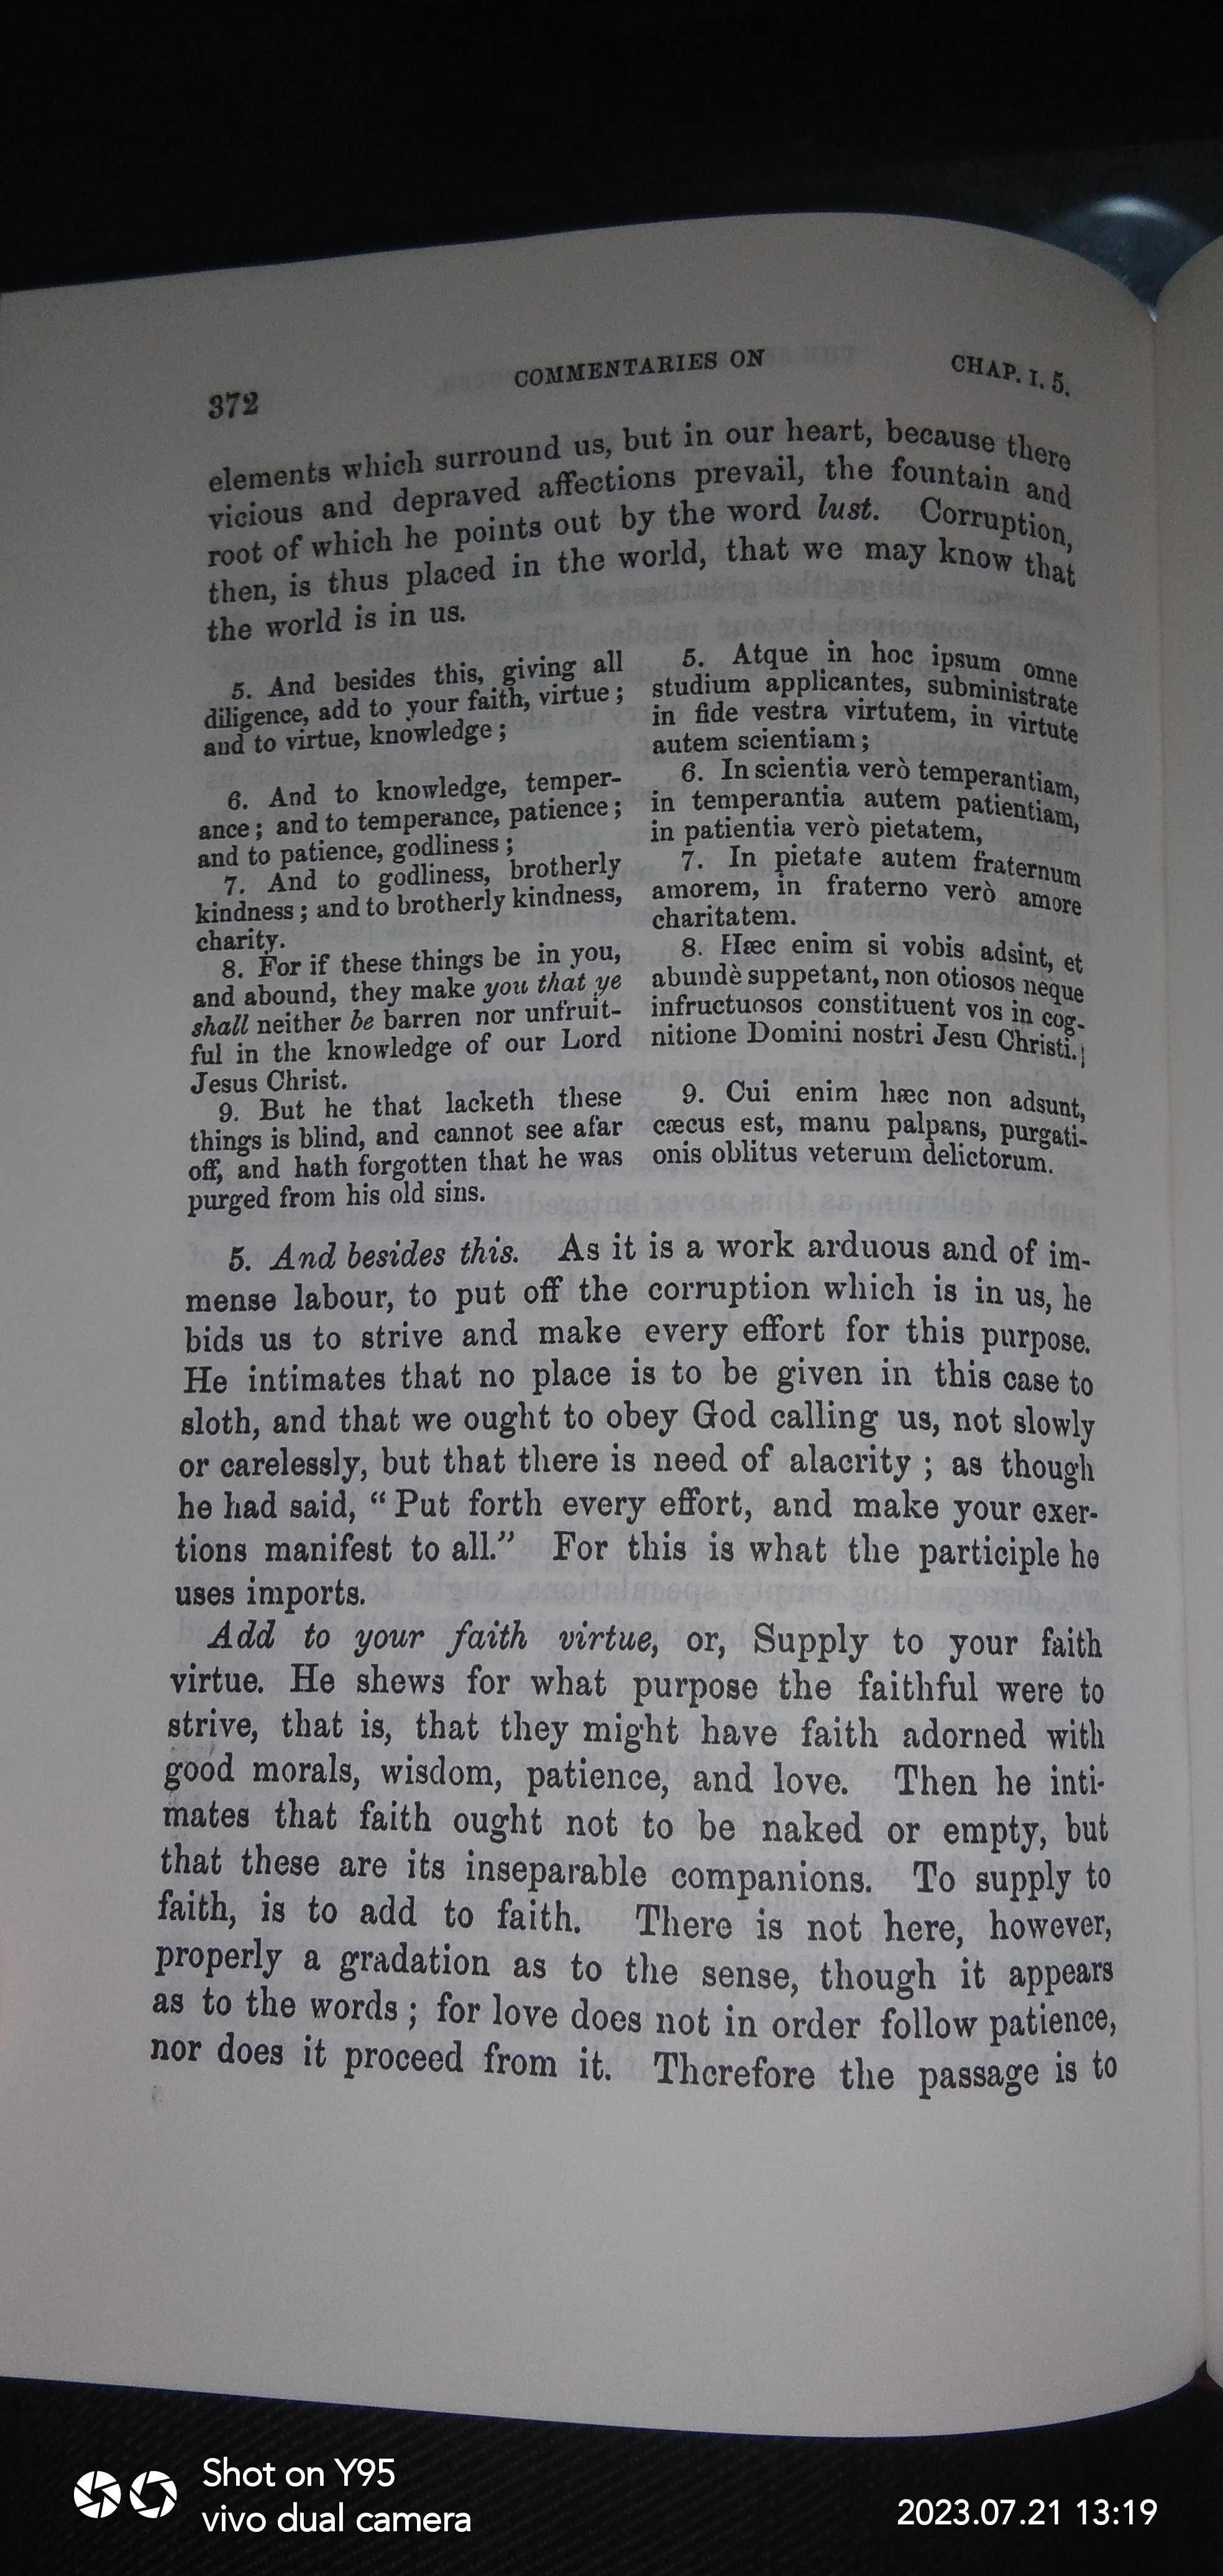 372
COMMENTARIES ON
CHAP. I. 5.
elements which surround us, but in our heart, because there
vicious and depraved affections prevail, the fountain and
root of which he points out by the word lust. Corruption,
then, is thus placed in the world, that we may know that
the world is in us.
5. And besides this, giving all
diligence, add to your faith, virtue;
and to virtue, knowledge;
6. And to knowledge, temper-
ance; and to temperance, patience;
and to patience, godliness;
7. And to godliness, brotherly
kindness; and to brotherly kindness,
charity.
8. For if these things be in you,
and abound, they make you that ye
shall neither be barren nor unfruit-
ful in the knowledge of our Lord
Jesus Christ.
9. But he that lacketh these
things is blind, and cannot see afar
off, and hath forgotten that he was
purged from his old sins.
5. Atque in hoc ipsum omne
studium applicantes, subministrate
in fide vestra virtutem, in virtute
autem scientiam;
6. In scientia verò temperantiam,
in temperantia autem patientiam,
in patientia verò pietatem,
7. In pietate autem fraternum
amorem, in fraterno verò amore
charitatem.
8. Hæc enim si vobis adsint, et
abundè suppetant, non otiosos neque
infructuosos constituent vos in cog-
nitione Domini nostri Jesu Christi.
9. Cui enim hæc non adsunt,
cæcus est, manu palpans, purgati-
onis oblitus veterum delictorum.
5. And besides this. As it is a work arduous and of im-
mense labour, to put off the corruption which is in us, he
bids us to strive and make every effort for this purpose.
He intimates that no place is to be given in this case to
sloth, and that we ought to obey God calling us, not slowly
or carelessly, but that there is need of alacrity; as though
he had said, “Put forth every effort, and make your exer-
tions manifest to all.” For this is what the participle he
uses imports.
Add to your faith virtue, or, Supply to your faith
virtue. He shews for what purpose the faithful were to
strive, that is, that they might have faith adorned with
good morals, wisdom, patience, and love. Then he inti-
mates that faith ought not to be naked or empty, but
that these are its inseparable companions. To supply to
faith, is to add to faith. There is not here, however,
properly a gradation as to the sense, though it appears
as to the words; for love does not in order follow patience,
nor does it proceed from it. Therefore the passage is to
Shot on Y95
vivo dual camera
2023.07.21 13:19